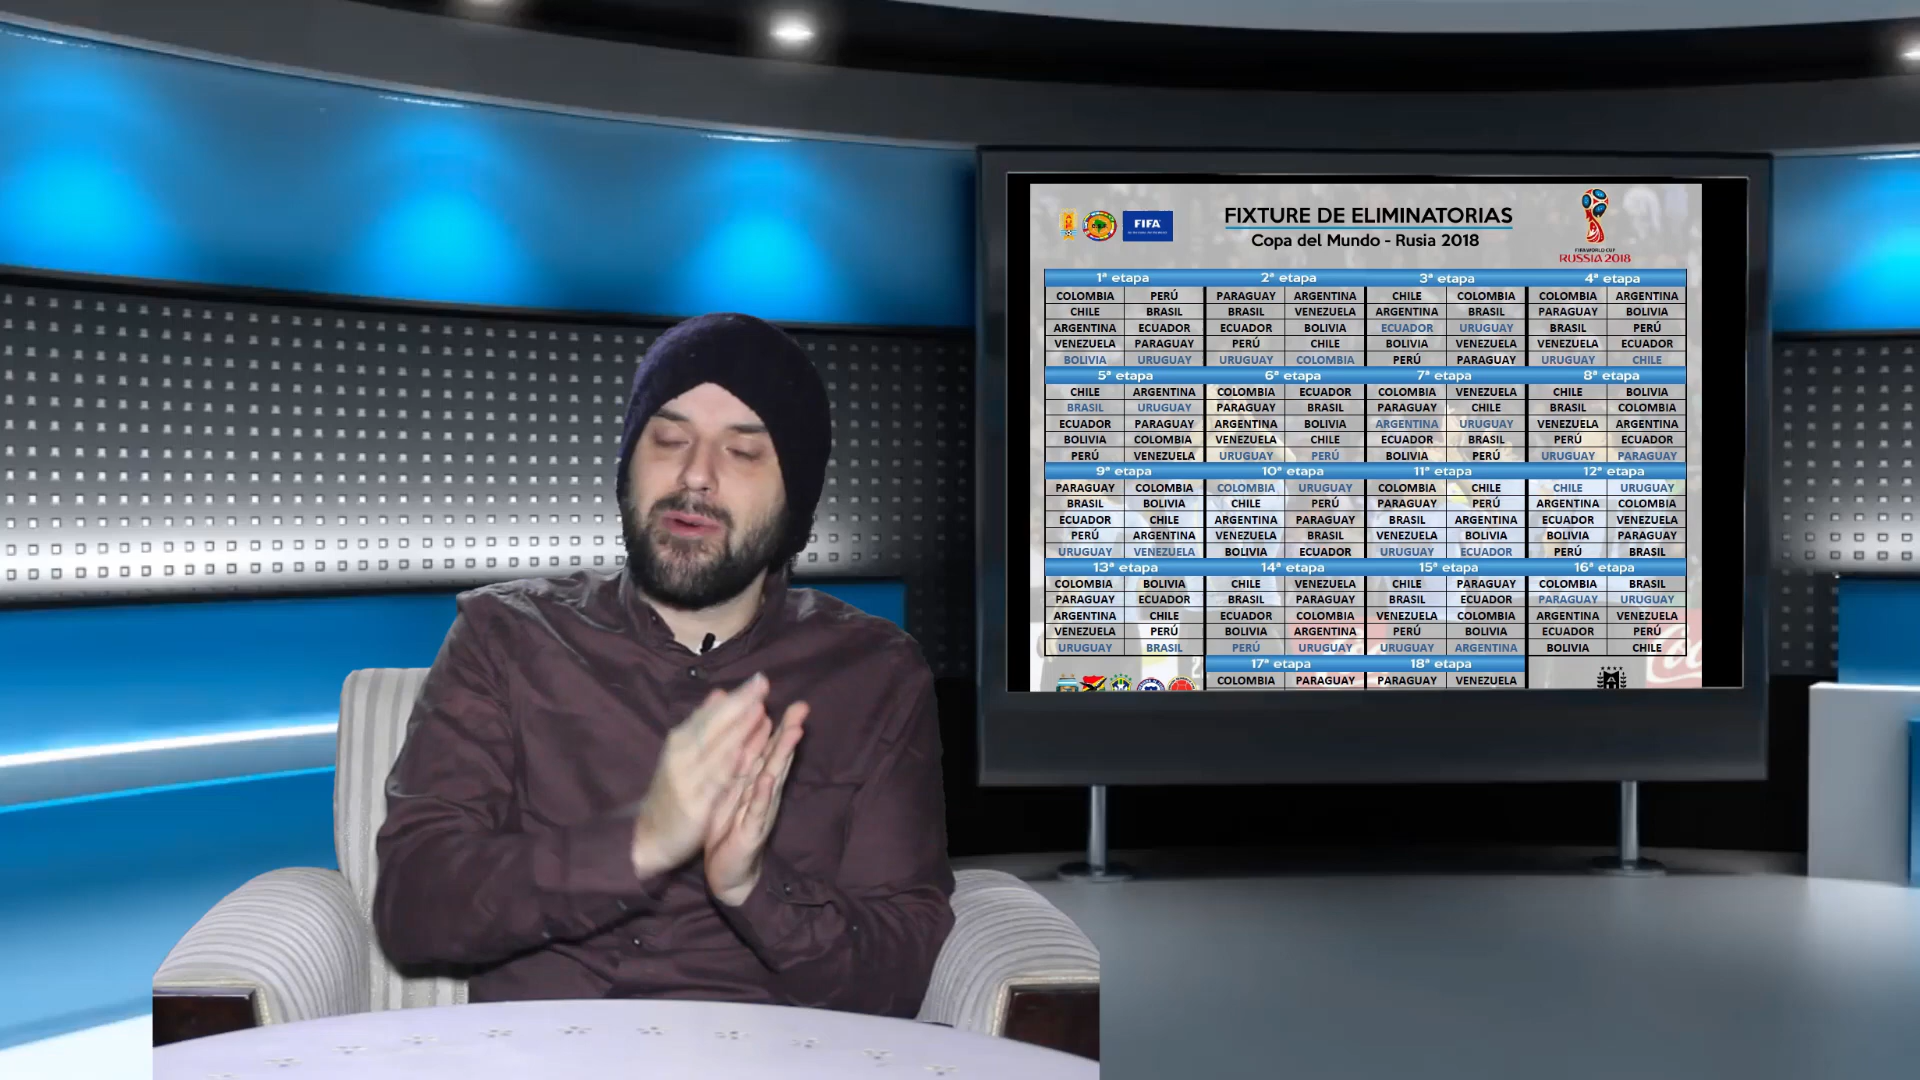 FIXTURE DE ELIMINATORIAS
FIFA
Copa del Mundo - Rusia 2018
FIFA WORLD CUP
RUSSIA 2018
1ª etapa 2ª etapa 3ª etapa 4ª etapa
COLOMBIA PERÚ PARAGUAY ARGENTINA CHILE COLOMBIA COLOMBIA ARGENTINA
CHILE BRASIL BRASIL VENEZUELA ARGENTINA BRASIL PARAGUAY BOLIVIA
ARGENTINA ECUADOR ECUADOR BOLIVIA ECUADOR URUGUAY BRASIL PERÚ
VENEZUELA PARAGUAY PERÚ CHILE BOLIVIA VENEZUELA VENEZUELA ECUADOR
BOLIVIA URUGUAY URUGUAY COLOMBIA PERÚ PARAGUAY URUGUAY CHILE
5ª etapa 6ª etapa 7ª etapa 8ª etapa
CHILE ARGENTINA COLOMBIA ECUADOR COLOMBIA VENEZUELA CHILE BOLIVIA
BRASIL URUGUAY PARAGUAY BRASIL PARAGUAY CHILE BRASIL COLOMBIA
ECUADOR PARAGUAY ARGENTINA BOLIVIA ARGENTINA URUGUAY VENEZUELA ARGENTINA
BOLIVIA COLOMBIA VENEZUELA CHILE ECUADOR BRASIL PERÚ ECUADOR
PERÚ VENEZUELA URUGUAY PERÚ BOLIVIA PERÚ URUGUAY PARAGUAY
9ª etapa 10ª etapa 11ª etapa 12ª etapa
PARAGUAY COLOMBIA COLOMBIA URUGUAY COLOMBIA CHILE CHILE URUGUAY
BRASIL BOLIVIA CHILE PERÚ PARAGUAY PERÚ ARGENTINA COLOMBIA
ECUADOR CHILE ARGENTINA PARAGUAY BRASIL ARGENTINA ECUADOR VENEZUELA
PERÚ ARGENTINA VENEZUELA BRASIL VENEZUELA BOLIVIA BOLIVIA PARAGUAY
URUGUAY VENEZUELA BOLIVIA ECUADOR URUGUAY ECUADOR PERÚ BRASIL
13ª etapa 14ª etapa 15ª etapa 16ª etapa
COLOMBIA BOLIVIA CHILE VENEZUELA CHILE PARAGUAY COLOMBIA BRASIL
PARAGUAY ECUADOR BRASIL PARAGUAY BRASIL ECUADOR PARAGUAY URUGUAY
ARGENTINA CHILE ECUADOR COLOMBIA VENEZUELA COLOMBIA ARGENTINA VENEZUELA
VENEZUELA PERÚ BOLIVIA ARGENTINA PERÚ BOLIVIA ECUADOR PERÚ
URUGUAY BRASIL PERÚ URUGUAY URUGUAY ARGENTINA BOLIVIA CHILE
17ª etapa 18ª etapa
COLOMBIA PARAGUAY PARAGUAY VENEZUELA